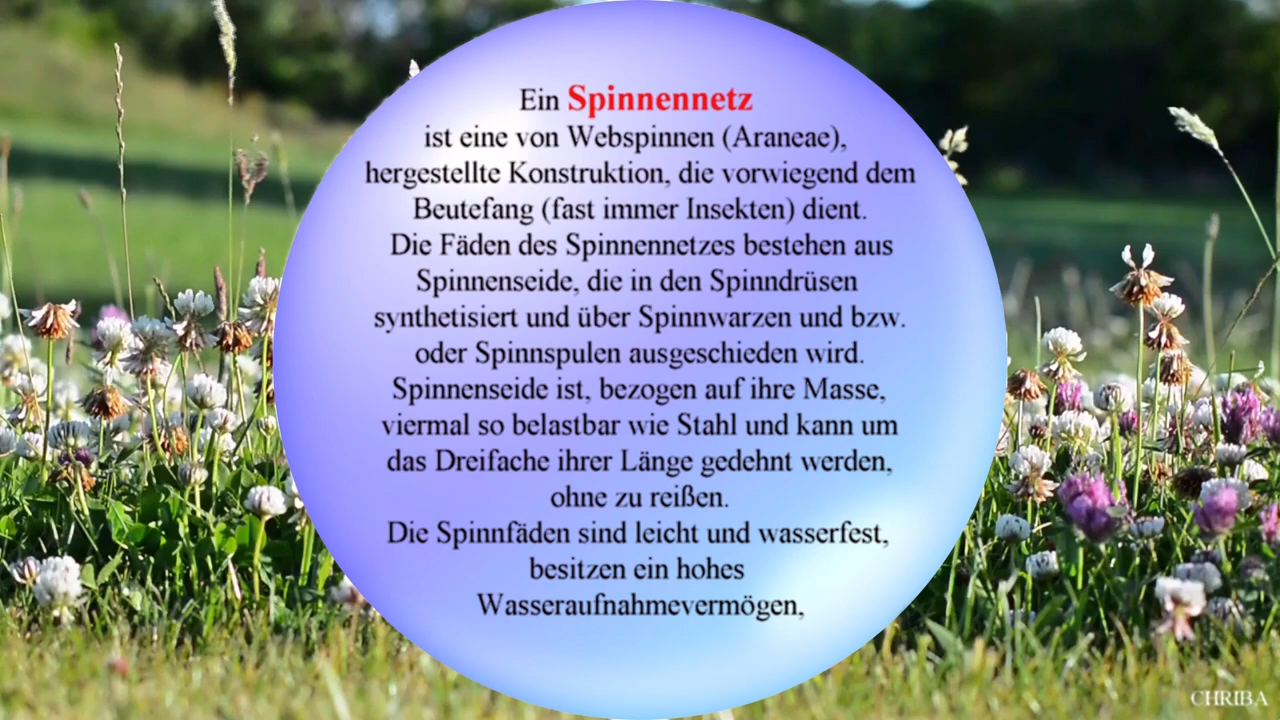 Ein Spinnennetz
ist eine von Webspinnen (Araneae),
hergestellte Konstruktion, die vorwiegend dem
Beutefang (fast immer Insekten) dient.
Die Fäden des Spinnennetzes bestehen aus
Spinnenseide, die in den Spinndrüsen
synthetisiert und über Spinnwarzen und bzw.
oder Spinnspulen ausgeschieden wird.
Spinnenseide ist, bezogen auf ihre Masse,
viermal so belastbar wie Stahl und kann um
das Dreifache ihrer Länge gedehnt werden,
ohne zu reißen.
Die Spinnfäden sind leicht und wasserfest,
besitzen ein hohes
Wasseraufnahmevermögen,
CHRIBA